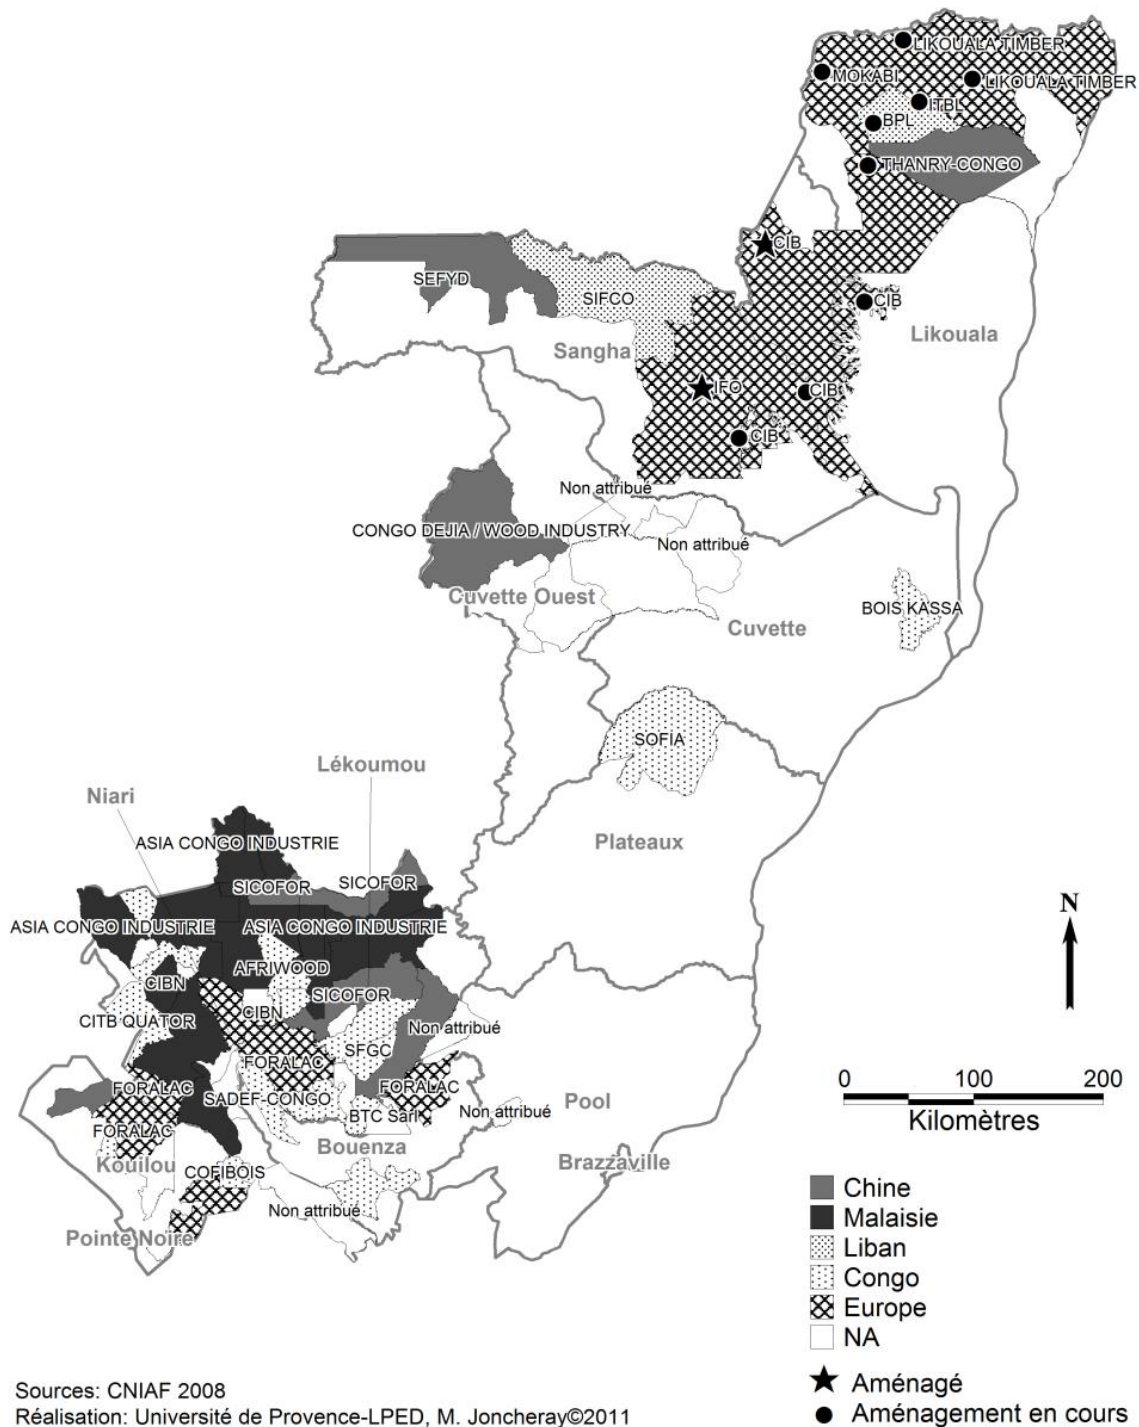 LIKOUALA TIMBER
MOKABI
LIKOUALA TIMBER
ITBL
BPL
THANRY-CONGO
CIB
SEFYD
SIFCO
CIB
Likouala
Sangha
IFO
CIB
CIB
Non attribué
CONGO DEJIA / WOOD INDUSTRY
Non attribué
Cuvette Ouest
BOIS KASSA
Cuvette
SOFIA
Lékoumou
Niari
Plateaux
ASIA CONGO INDUSTRIE
SICOFOR
SICOFOR
ASIA CONGO INDUSTRIE
ASIA CONGO INDUSTRIE
N
AFRIWOOD
CIBN
SICOFOR
CIBN
CITB QUATOR
Non attribué
SFGC
FORALAC
FORALAC
FORALAC
SADEF-CONGO
BTC Sarl
Non attribué
Pool
0 100 200
Kilomètres
FORALAC
Bouenza
Kouilou
COFIBOIS
Brazzaville
Non attribué
Pointe Noire
Chine
Malaisie
Liban
Congo
Europe
NA
Aménagé
Aménagement en cours
Sources: CNIAF 2008
Réalisation: Université de Provence-LPED, M. Joncheray©2011